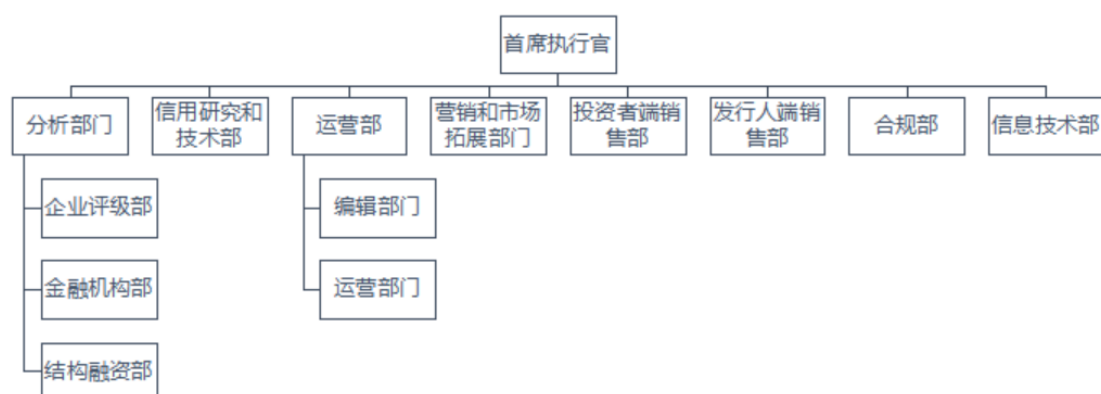 首席执行官
分析部门
信用研究和
技术部
运营部
营销和市场
拓展部门
投资者端销
售部
发行人端销
售部
合规部
信息技术部
企业评级部
金融机构部
结构融资部
编辑部门
运营部门